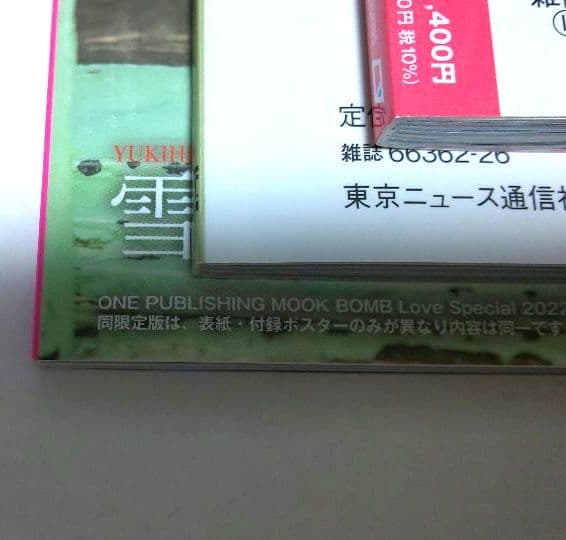 ,400円
0円 税10%)
定価
雑誌 66362-26
東京ニュース通信社
YUKIHI
雪
ONE PUBLISHING MOOK BOMB Love Special 2022
同限定版は、表紙・付録ポスターのみが異なり内容は同一です